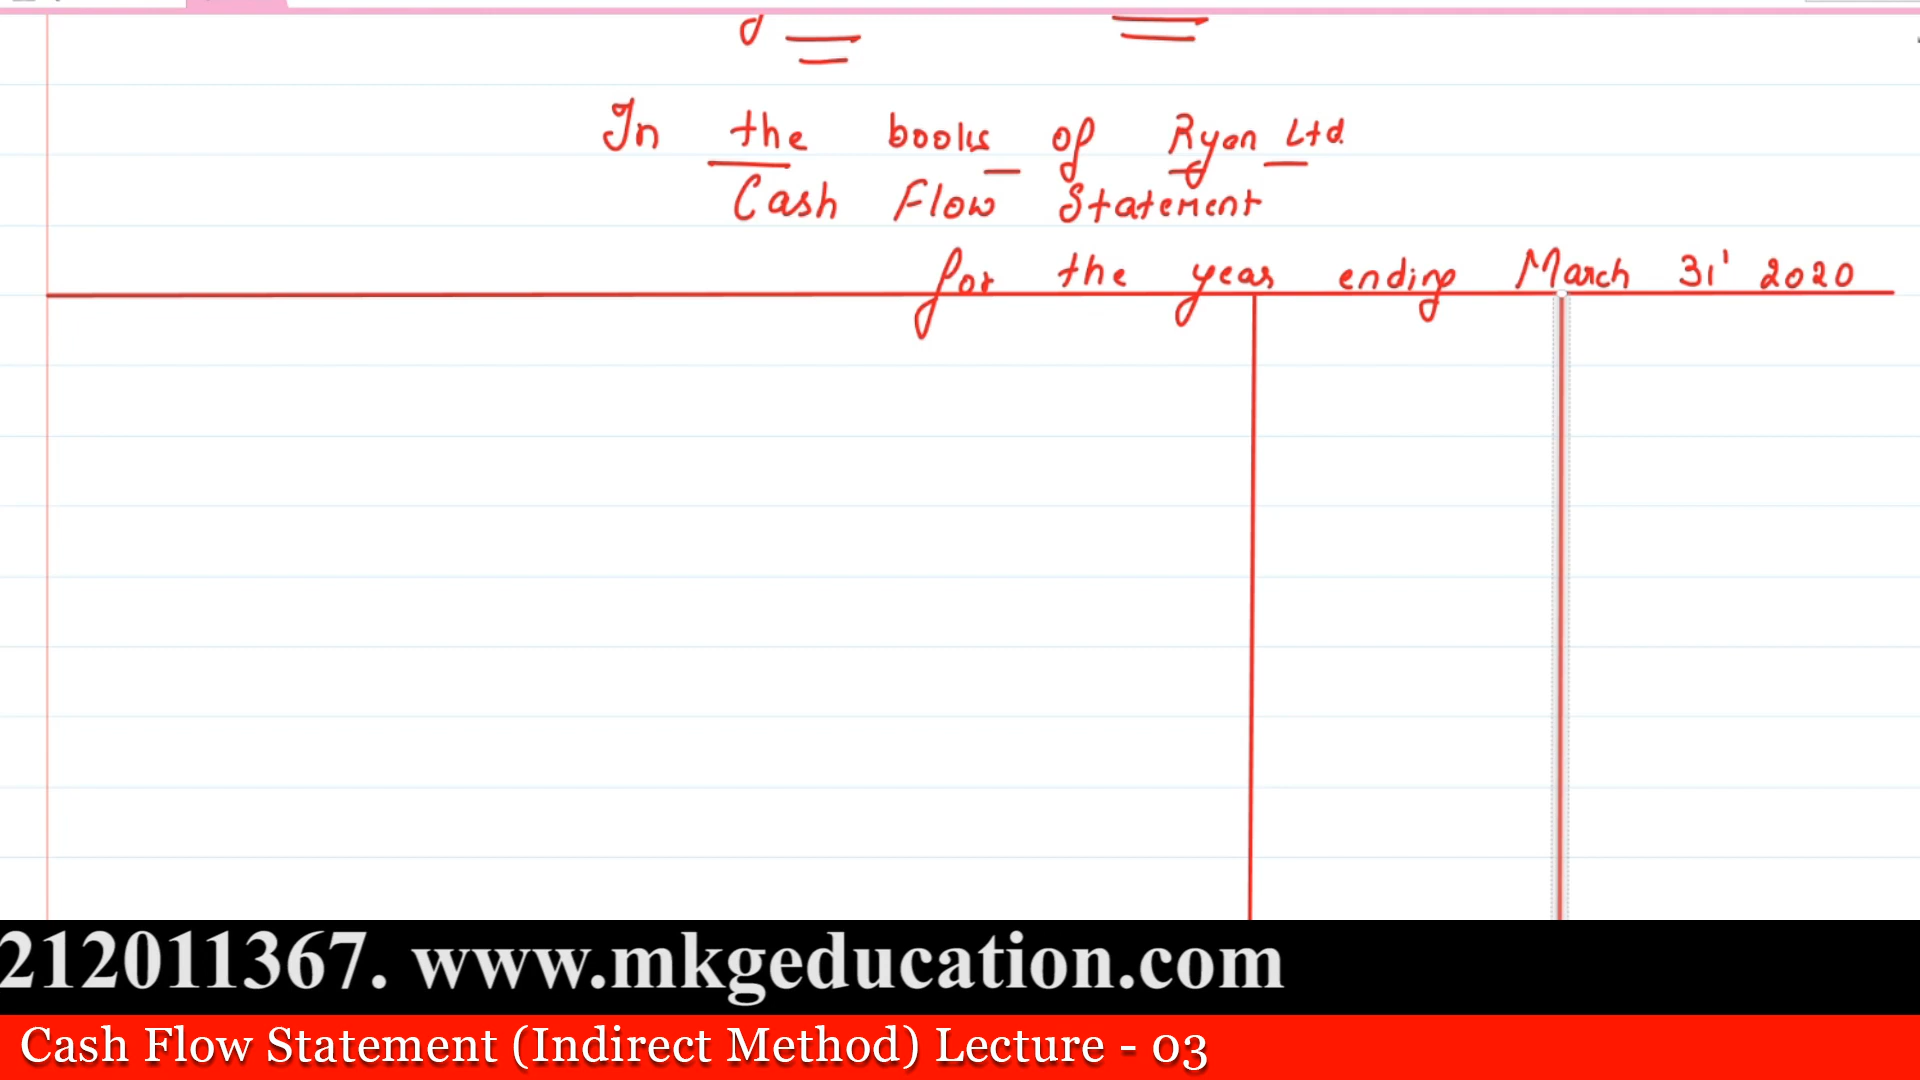 In the books of Ryan Ltd.
Cash Flow Statement
for the year ending March 31' 2020
212011367. www.mkgeducation.com
Cash Flow Statement (Indirect Method) Lecture - 03